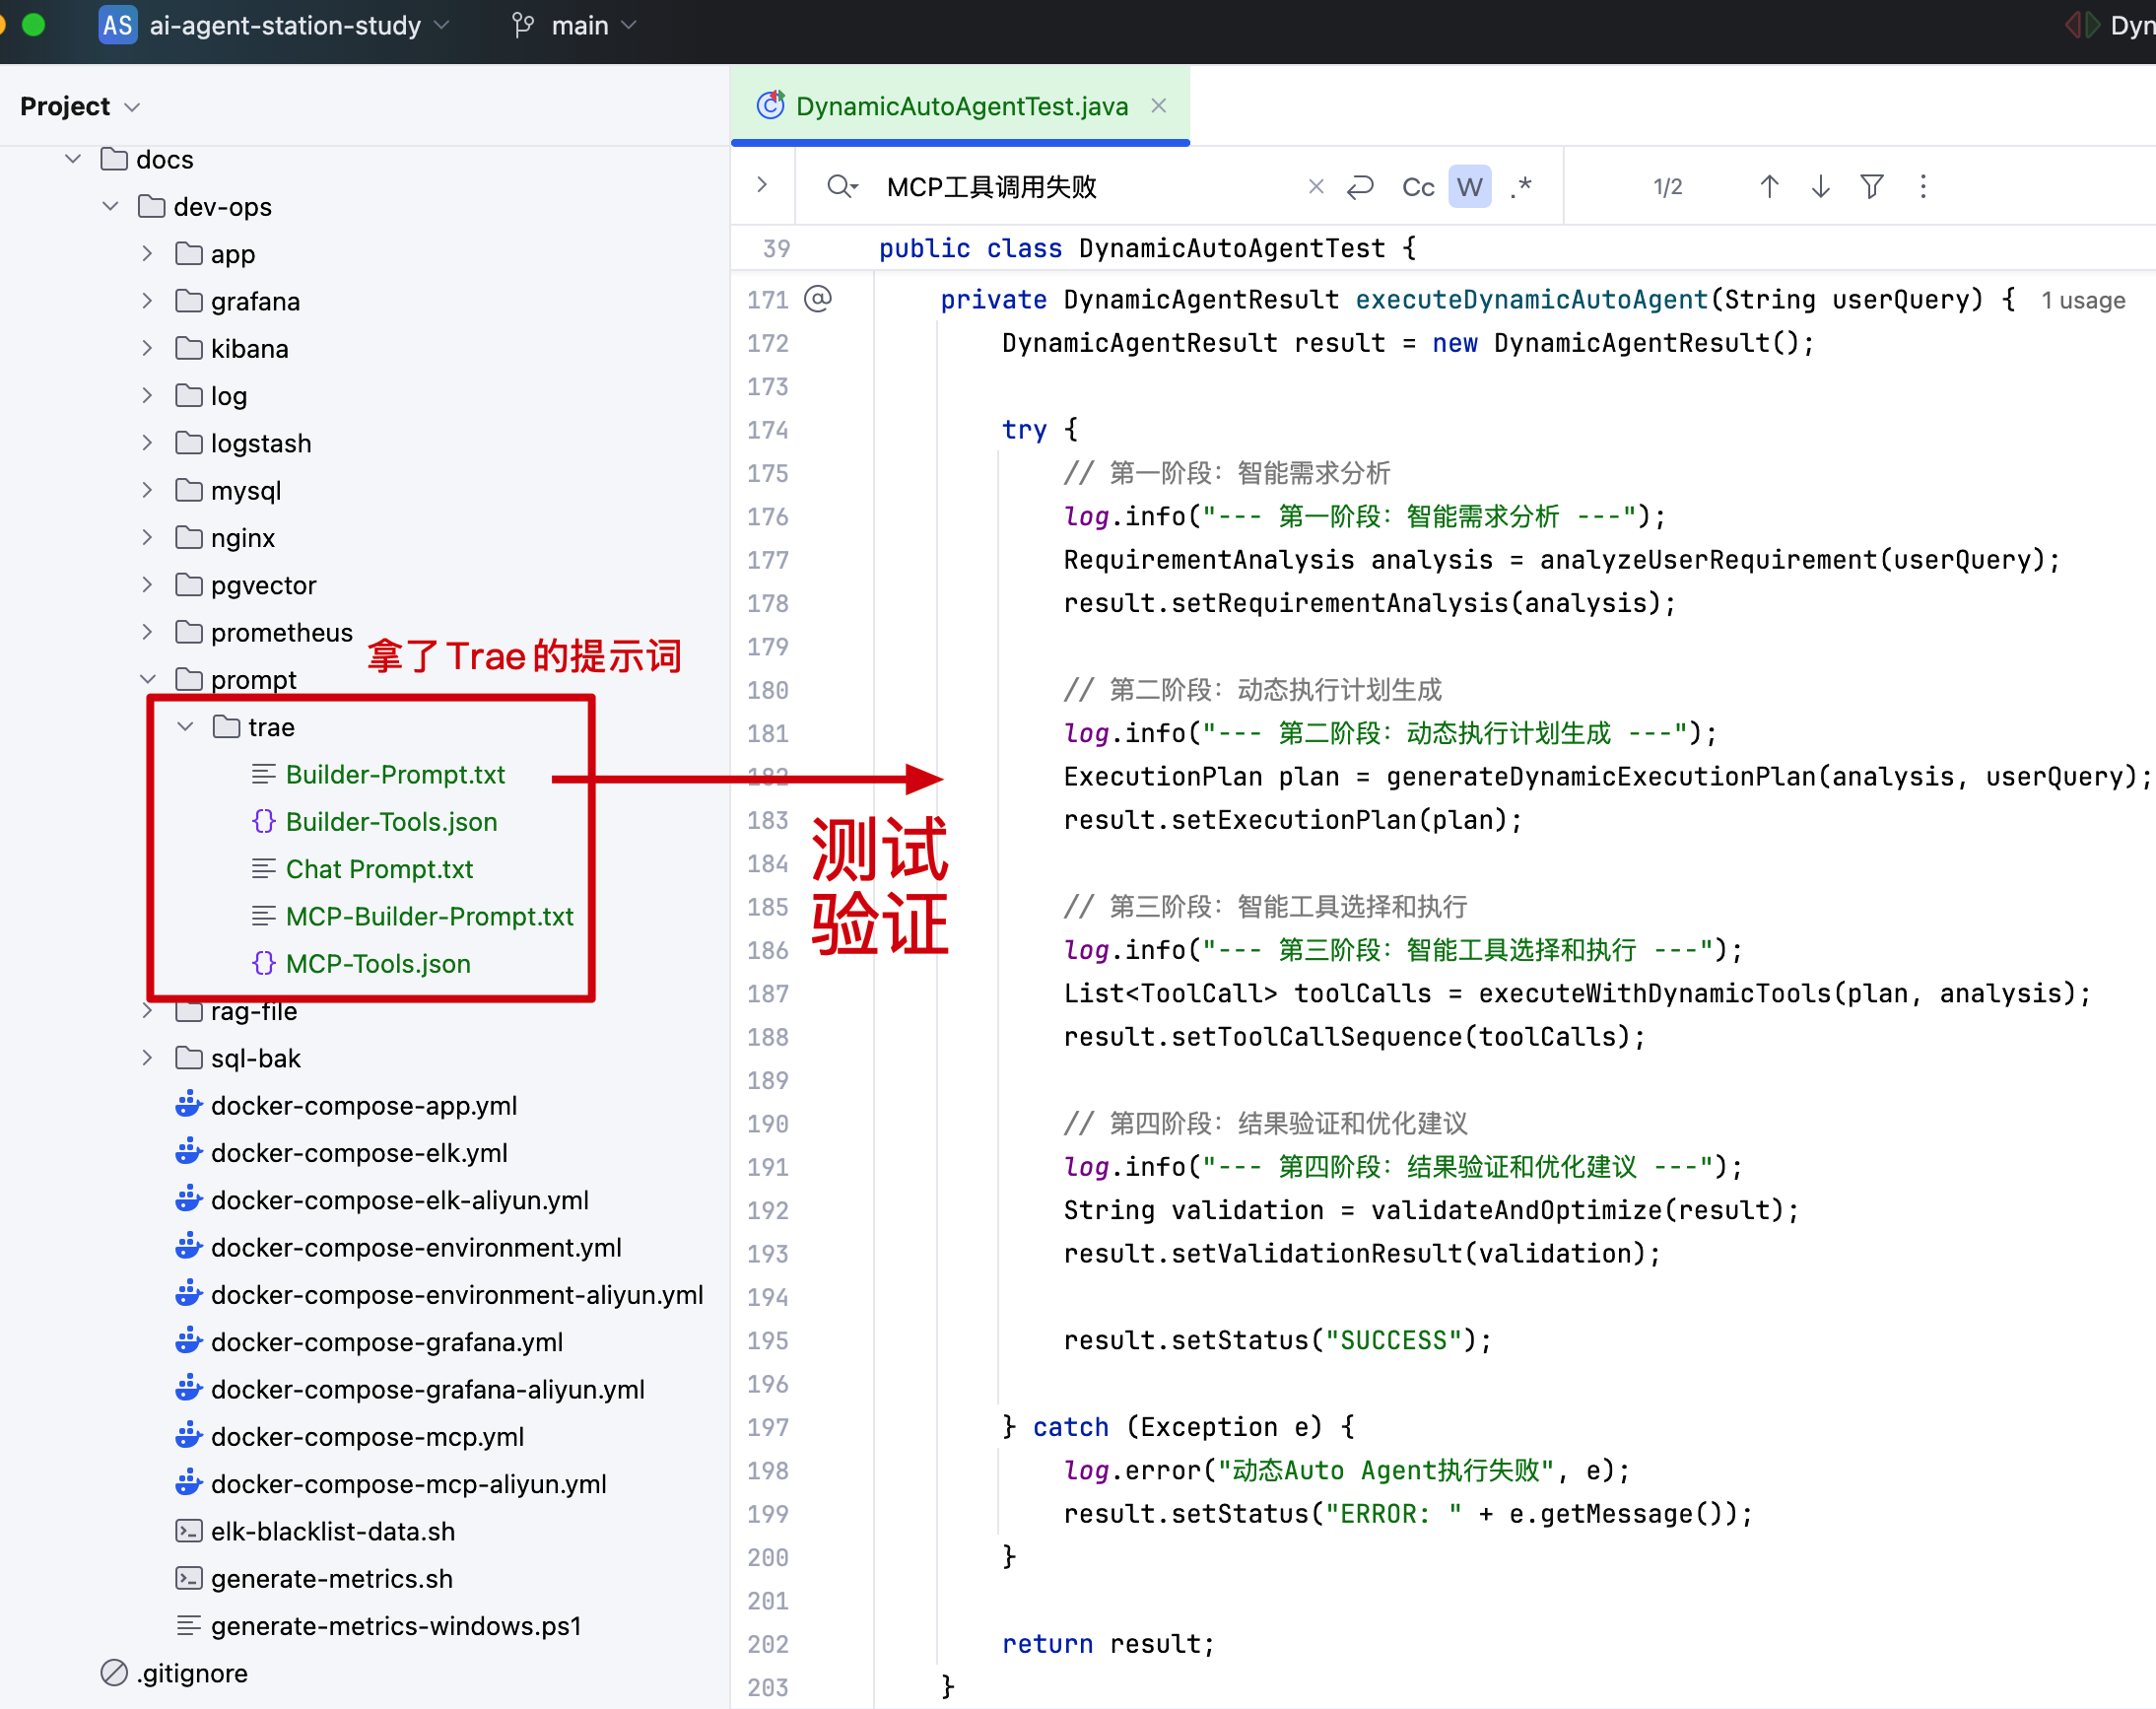 AS ai-agent-station-study main Dyn
Project
docs
dev-ops
app
grafana
kibana
log
logstash
mysql
nginx
pgvector
prometheus
拿了Trae的提示词
prompt
trae
Builder-Prompt.txt
Builder-Tools.json
Chat Prompt.txt
MCP-Builder-Prompt.txt
MCP-Tools.json
rag-file
sql-bak
docker-compose-app.yml
docker-compose-elk.yml
docker-compose-elk-aliyun.yml
docker-compose-environment.yml
docker-compose-environment-aliyun.yml
docker-compose-grafana.yml
docker-compose-grafana-aliyun.yml
docker-compose-mcp.yml
docker-compose-mcp-aliyun.yml
elk-blacklist-data.sh
generate-metrics.sh
generate-metrics-windows.ps1
.gitignore
测试
验证
DynamicAutoAgentTest.java
MCP工具调用失败 Cc W .* 1/2
39 public class DynamicAutoAgentTest {
171 @ private DynamicAgentResult executeDynamicAutoAgent(String userQuery) { 1 usage
172 DynamicAgentResult result = new DynamicAgentResult();
173
174 try {
175 // 第一阶段：智能需求分析
176 log.info("--- 第一阶段：智能需求分析 ---");
177 RequirementAnalysis analysis = analyzeUserRequirement(userQuery);
178 result.setRequirementAnalysis(analysis);
179
180 // 第二阶段：动态执行计划生成
181 log.info("--- 第二阶段：动态执行计划生成 ---");
182 ExecutionPlan plan = generateDynamicExecutionPlan(analysis, userQuery);
183 result.setExecutionPlan(plan);
184
185 // 第三阶段：智能工具选择和执行
186 log.info("--- 第三阶段：智能工具选择和执行 ---");
187 List<ToolCall> toolCalls = executeWithDynamicTools(plan, analysis);
188 result.setToolCallSequence(toolCalls);
189
190 // 第四阶段：结果验证和优化建议
191 log.info("--- 第四阶段：结果验证和优化建议 ---");
192 String validation = validateAndOptimize(result);
193 result.setValidationResult(validation);
194
195 result.setStatus("SUCCESS");
196
197 } catch (Exception e) {
198 log.error("动态Auto Agent执行失败", e);
199 result.setStatus("ERROR: " + e.getMessage());
200 }
201
202 return result;
203 }